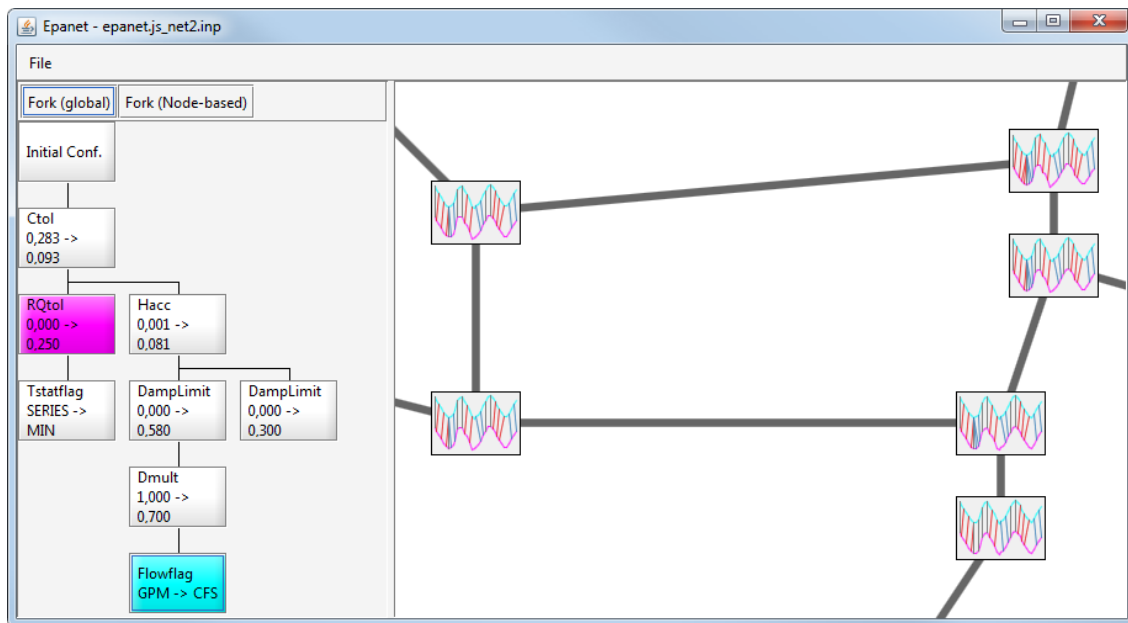 Epanet - epanet.js_net2.inp
File
Fork (global)
Fork (Node-based)
Initial Conf.
Ctol
0,283 ->
0,093
RQtol
0,000 ->
0,250
Hacc
0,001 ->
0,081
Tstatflag
SERIES ->
MIN
DampLimit
0,000 ->
0,580
DampLimit
0,000 ->
0,300
Dmult
1,000 ->
0,700
Flowflag
GPM -> CFS